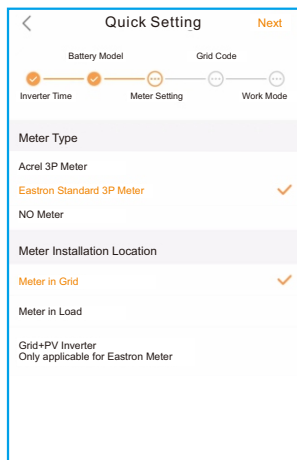 Quick Setting
Next
Battery Model
Grid Code
Inverter Time
Meter Setting
Work Mode
Meter Type
Acrel 3P Meter
Eastron Standard 3P Meter
NO Meter
Meter Installation Location
Meter in Grid
Meter in Load
Grid+PV Inverter
Only applicable for Eastron Meter